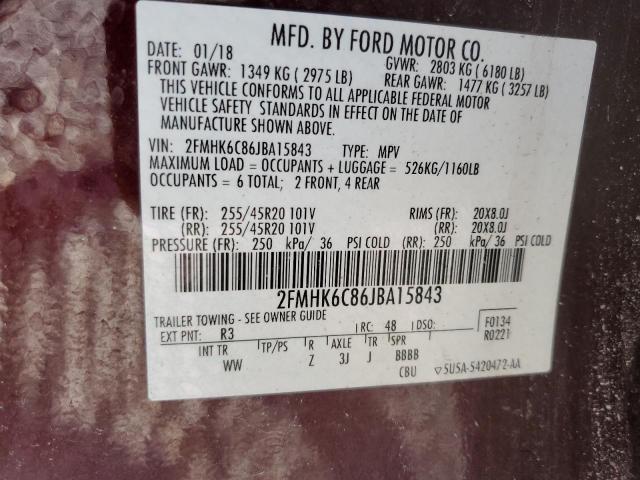 MFD. BY FORD MOTOR CO.
DATE: 01/18 GVWR: 2803 KG ( 6180 LB)
FRONT GAWR: 1349 KG ( 2975 LB) REAR GAWR: 1477 KG ( 3257 LB)
THIS VEHICLE CONFORMS TO ALL APPLICABLE FEDERAL MOTOR
VEHICLE SAFETY STANDARDS IN EFFECT ON THE DATE OF
MANUFACTURE SHOWN ABOVE.
VIN: 2FMHK6C86JBA15843 TYPE: MPV
MAXIMUM LOAD = OCCUPANTS + LUGGAGE = 526KG/1160LB
OCCUPANTS = 6 TOTAL; 2 FRONT, 4 REAR
TIRE (FR): 255/45R20 101V RIMS (FR): 20X8.0J
(RR): 255/45R20 101V (RR): 20X8.0J
PRESSURE (FR): 250 kPa/ 36 PSI COLD (RR): 250 kPa/ 36 PSI COLD
2FMHK6C86JBA15843
TRAILER TOWING - SEE OWNER GUIDE
EXT PNT: R3 RC: 48 DSO: F0134
R0221
INT TR TP/PS R AXLE TR SPR
WW Z 3J J BBBB
CBU ▽5U5A-5420472-AA